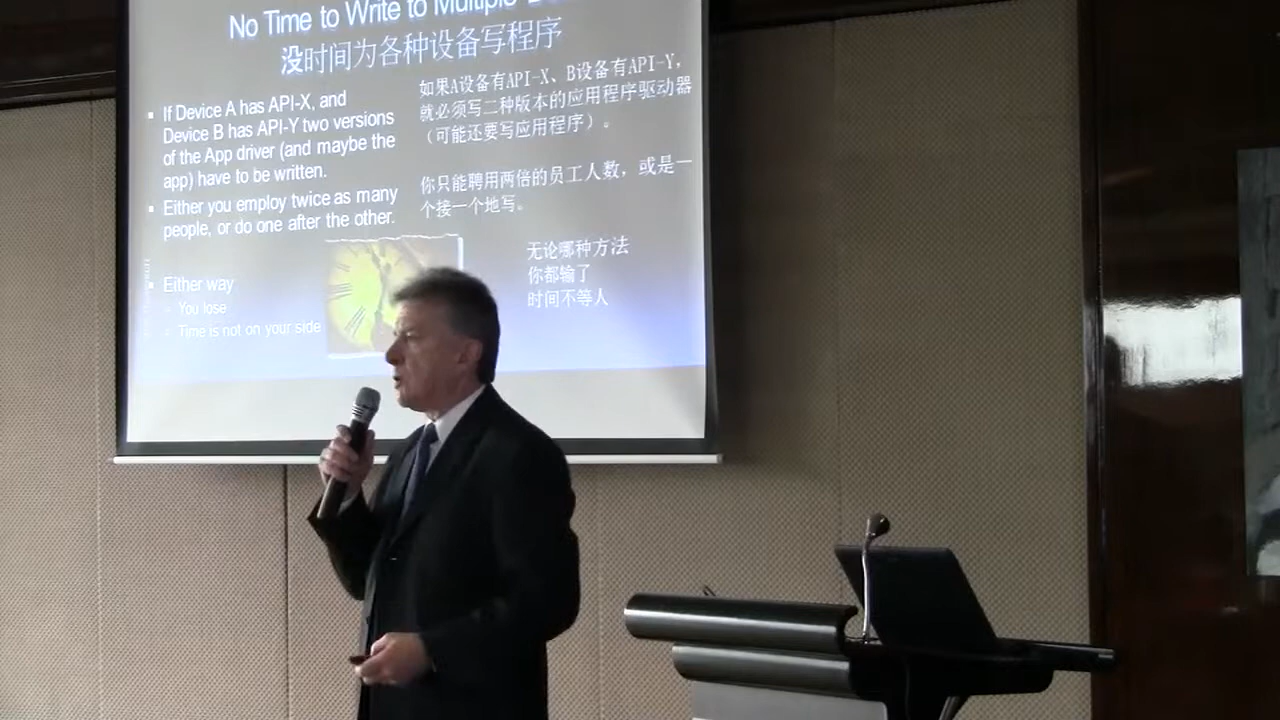 No Time to Write to Multiple
没时间为各种设备写程序
If Device A has API-X, and
Device B has API-Y two versions
of the App driver (and maybe the
app) have to be written.
Either you employ twice as many
people, or do one after the other.
Either way
You lose
Time is not on your side
如果A设备有API-X、B设备有API-Y,
就必须写二种版本的应用程序驱动器
(可能还要写应用程序)。
你只能聘用两倍的员工人数，或是一
个接一个地写。
无论哪种方法
你都输了
时间不等人